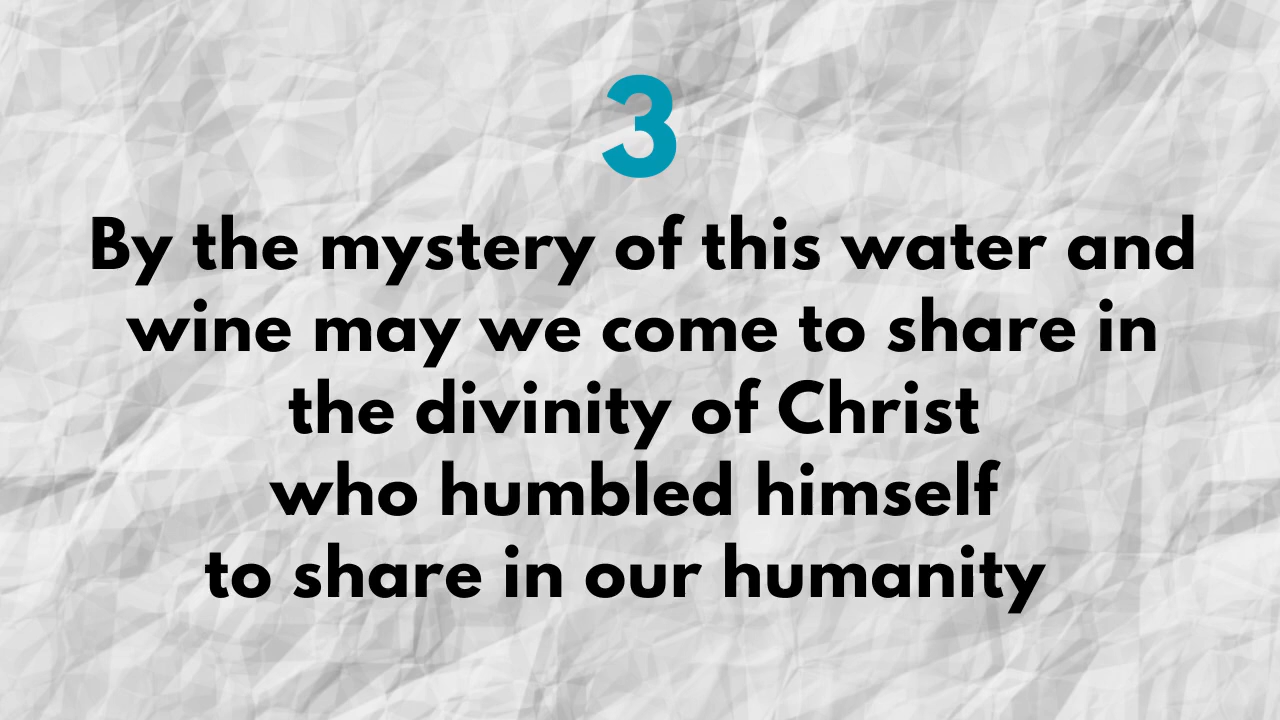 3
By the mystery of this water and
wine may we come to share in
the divinity of Christ
who humbled himself
to share in our humanity